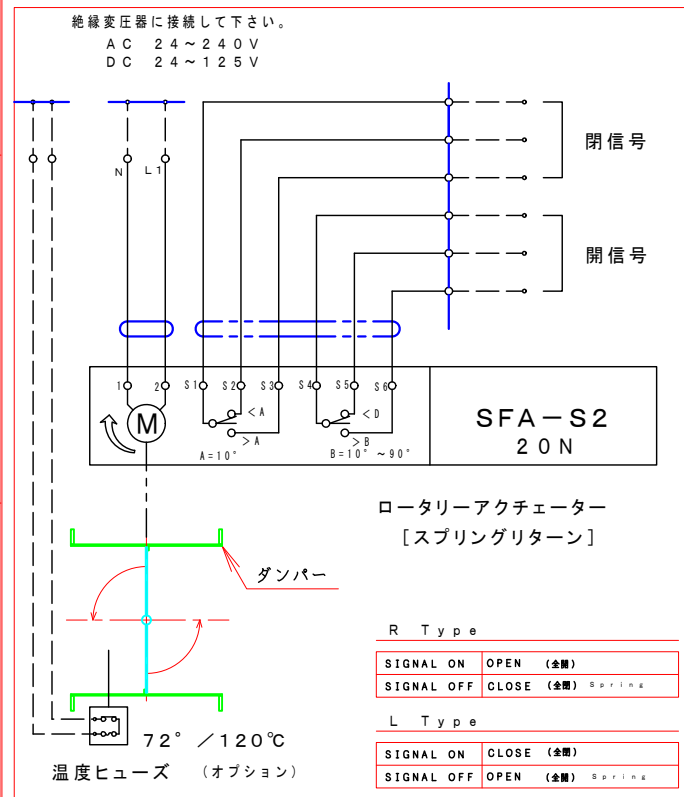 絶縁変圧器に接続して下さい。
AC 24~240V
DC 24~125V
N
L1
閉信号
開信号
1
2
S1
S2
S3
S4
S5
S6
M
<A
>A
A=10°
<D
>B
B=10° ~90°
SFA-S2
20N
ロータリーアクチェーター
[スプリングリターン]
ダンパー
R Type
SIGNAL ON OPEN (全開)
SIGNAL OFF CLOSE (全閉) Spring
L Type
SIGNAL ON CLOSE (全閉)
SIGNAL OFF OPEN (全開) Spring
72° /120℃
温度ヒューズ (オプション)